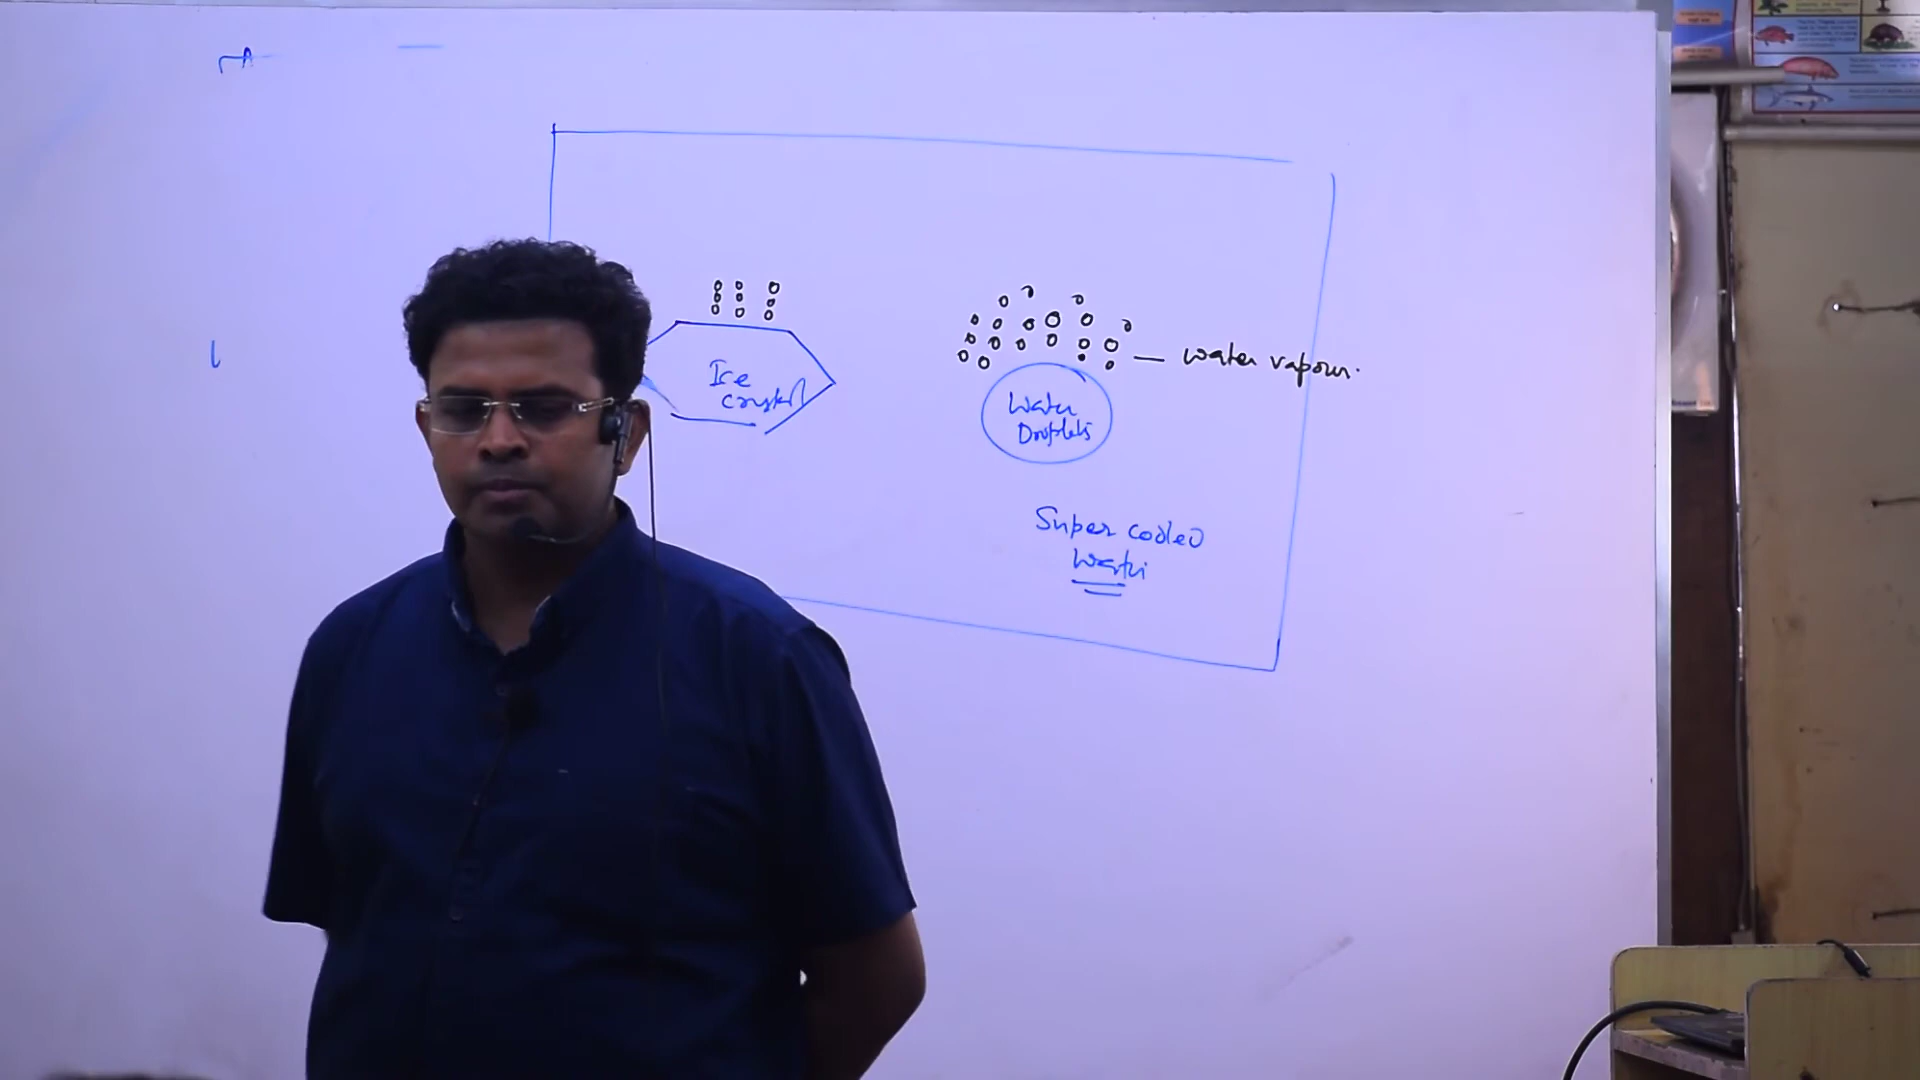 Ice
crystal
water vapour.
Water
Droplets
Super cooled
water